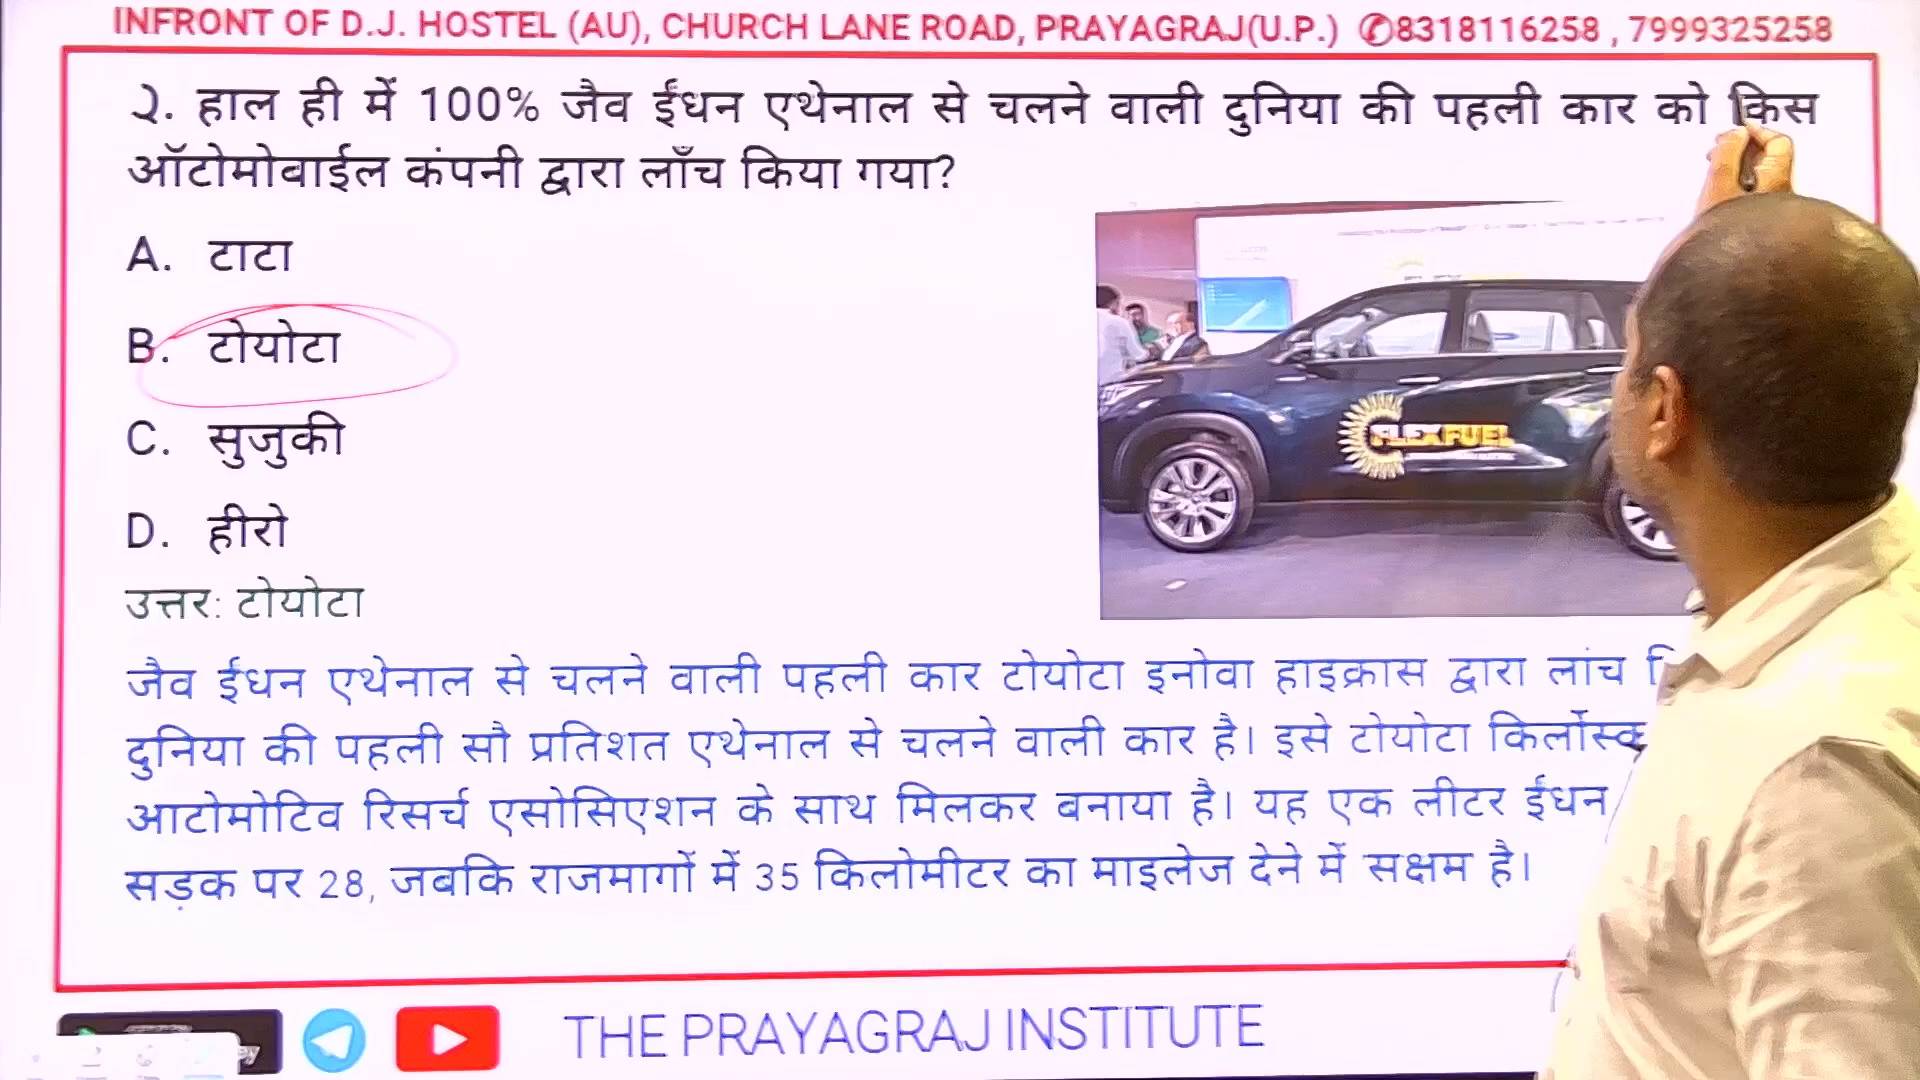 INFRONT OF D.J. HOSTEL (AU), CHURCH LANE ROAD, PRAYAGRAJ(U.P.) ✆8318116258 , 7999325258
Q. हाल ही में 100% जैव ईंधन एथेनाल से चलने वाली दुनिया की पहली कार को किस
ऑटोमोवाईल कंपनी द्वारा लाँच किया गया?
A. टाटा
B. टोयोटा
C. सुजुकी
D. हीरो
FLEX FUEL
उत्तर: टोयोटा
जैव ईंधन एथेनाल से चलने वाली पहली कार टोयोटा इनोवा हाइक्रास द्वारा लांच
दुनिया की पहली सौ प्रतिशत एथेनाल से चलने वाली कार है। इसे टोयोटा
आटोमोटिव रिसर्च एसोसिएशन के साथ मिलकर बनाया है। यह एक लीटर ईंधन
सड़क पर 28, जबकि राजमार्गों में 35 किलोमीटर का माइलेज देने में सक्षम है।
THE PRAYAGRAJ INSTITUTE